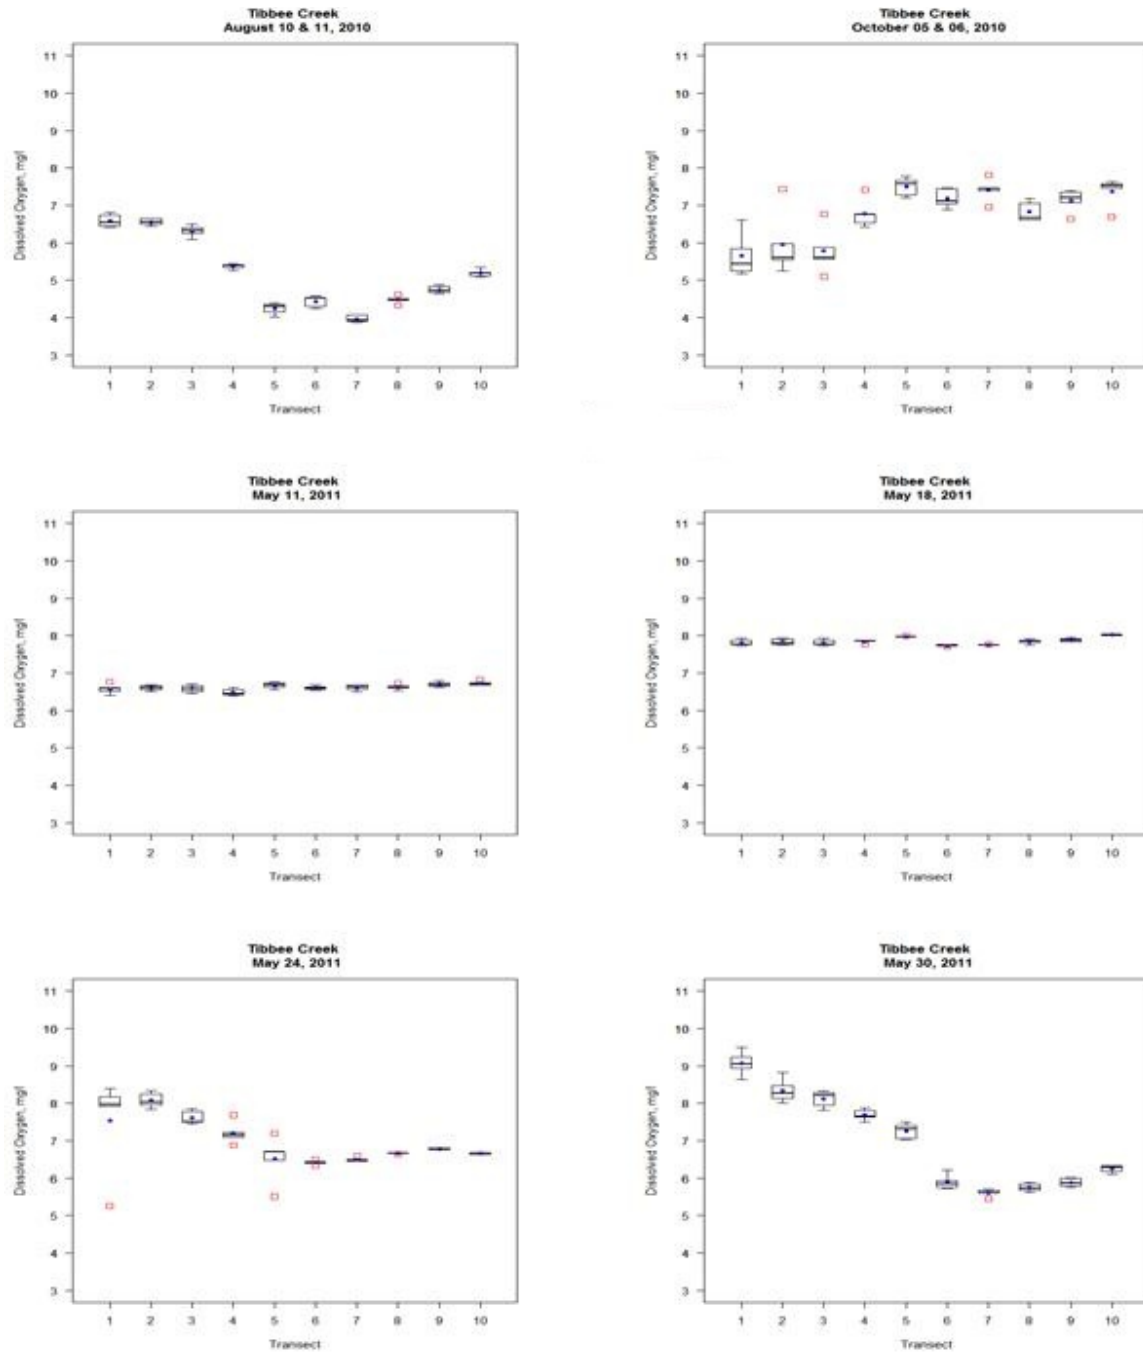 Tibbee Creek
August 10 & 11, 2010
11
10
9
8
7
6
5
4
3
Dissolved Oxygen, mg/l
1 2 3 4 5 6 7 8 9 10
Transect
Tibbee Creek
October 05 & 06, 2010
11
10
9
8
7
6
5
4
3
Dissolved Oxygen, mg/l
1 2 3 4 5 6 7 8 9 10
Transect
Tibbee Creek
May 11, 2011
11
10
9
8
7
6
5
4
3
Dissolved Oxygen, mg/l
1 2 3 4 5 6 7 8 9 10
Transect
Tibbee Creek
May 18, 2011
11
10
9
8
7
6
5
4
3
Dissolved Oxygen, mg/l
1 2 3 4 5 6 7 8 9 10
Transect
Tibbee Creek
May 24, 2011
11
10
9
8
7
6
5
4
3
Dissolved Oxygen, mg/l
1 2 3 4 5 6 7 8 9 10
Transect
Tibbee Creek
May 30, 2011
11
10
9
8
7
6
5
4
3
Dissolved Oxygen, mg/l
1 2 3 4 5 6 7 8 9 10
Transect